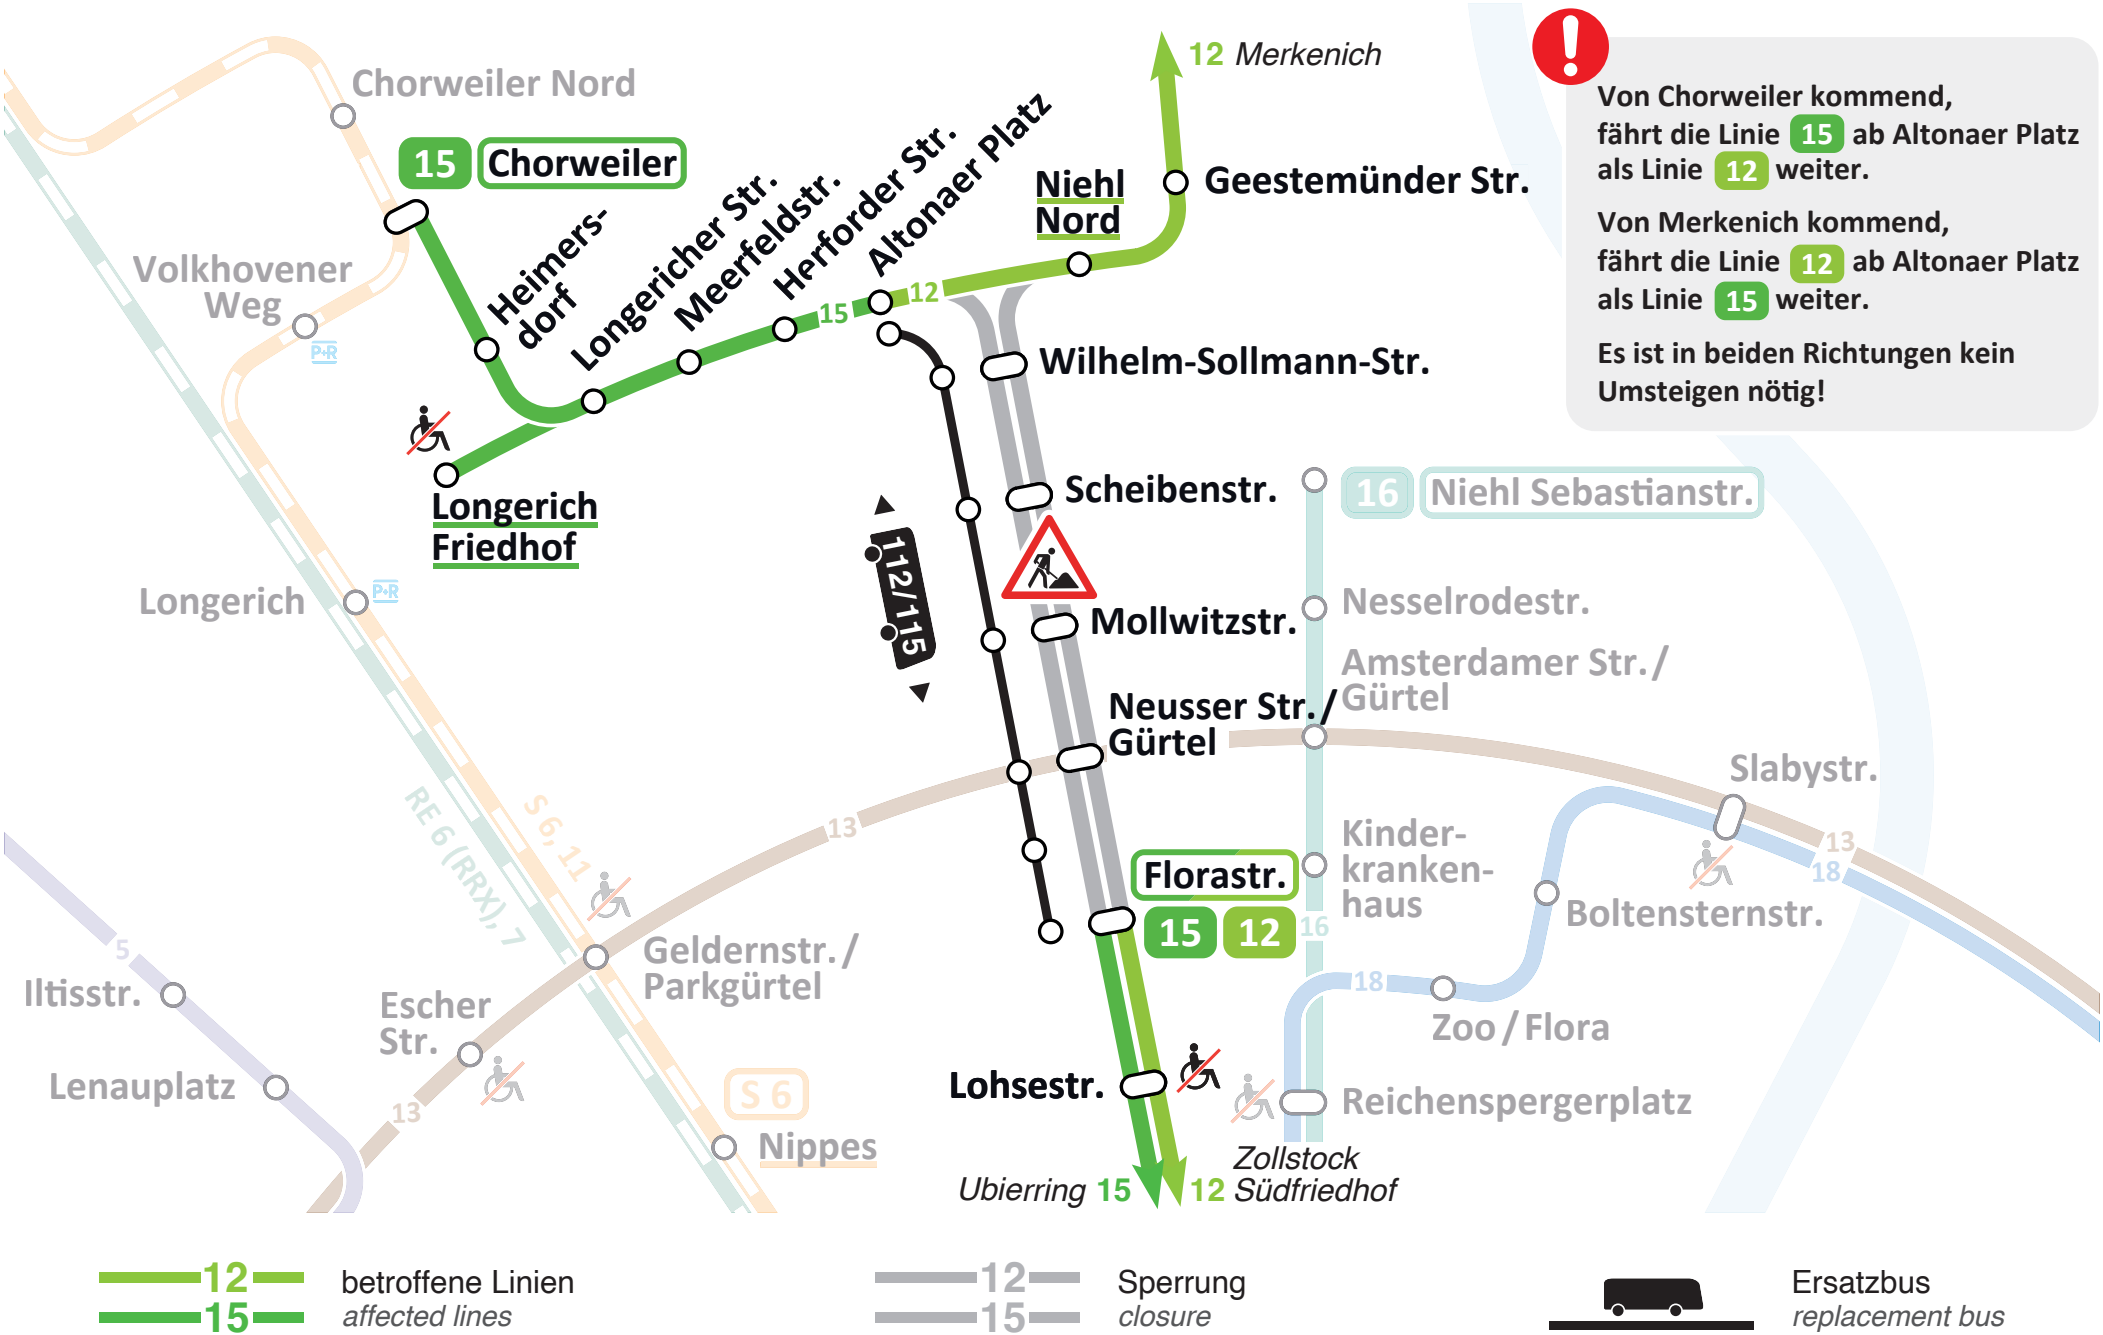 12 Merkenich
Chorweiler Nord
15 Chorweiler
Heimers-
dorf
Longericher Str.
Meerfeldstr.
Herforder Str.
Altonaer Platz
Niehl
Nord
Geestemünder Str.
Von Chorweiler kommend,
fährt die Linie 15 ab Altonaer Platz
als Linie 12 weiter.
Von Merkenich kommend,
fährt die Linie 12 ab Altonaer Platz
als Linie 15 weiter.
Es ist in beiden Richtungen kein
Umsteigen nötig!
Volkhovener
Weg
P+R
15
12
Wilhelm-Sollmann-Str.
Longerich
Friedhof
Scheibenstr.
16 Niehl Sebastianstr.
112/115
Longerich
P+R
Mollwitzstr.
Nesselrodestr.
Amsterdamer Str./
Gürtel
Neusser Str./
Gürtel
Slabystr.
RE 6 (RRX), 7
S 6, 11
13
Kinder-
kranken-
haus
13
18
Florastr.
15 12
16
Boltensternstr.
5
Iltisstr.
Geldernstr./
Parkgürtel
Escher
Str.
18
Zoo/Flora
Lenauplatz
13
S 6
Nippes
Lohsestr.
Reichenspergerplatz
Ubierring 15
12 Zollstock
Südfriedhof
12
15
betroffene Linien
affected lines
12
15
Sperrung
closure
Ersatzbus
replacement bus